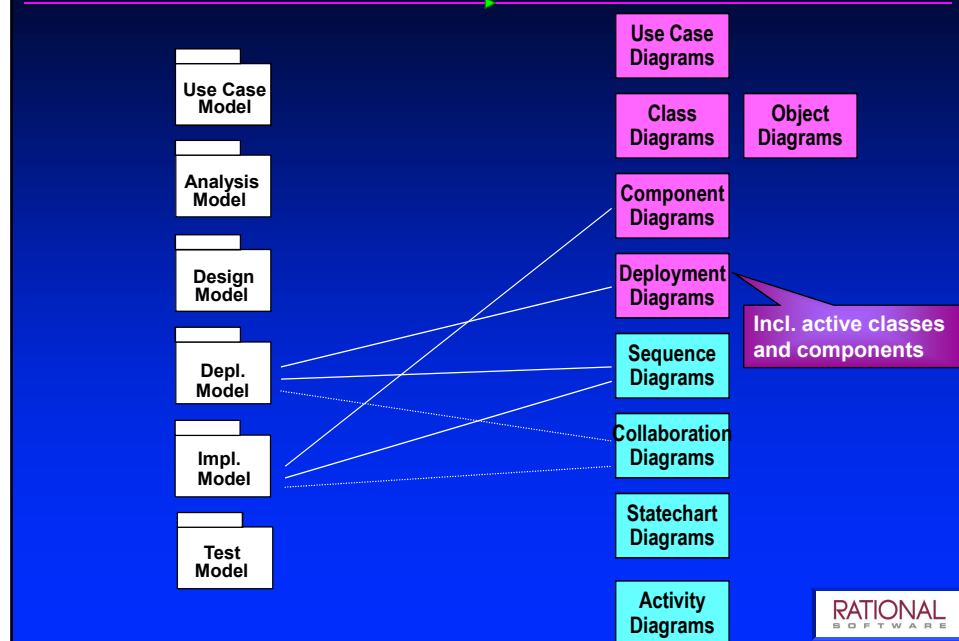 Use Case
Model
Analysis
Model
Design
Model
Depl.
Model
Impl.
Model
Test
Model
Use Case
Diagrams
Class
Diagrams
Object
Diagrams
Component
Diagrams
Deployment
Diagrams
Incl. active classes
and components
Sequence
Diagrams
Collaboration
Diagrams
Statechart
Diagrams
Activity
Diagrams
RATIONAL
SOFTWARE